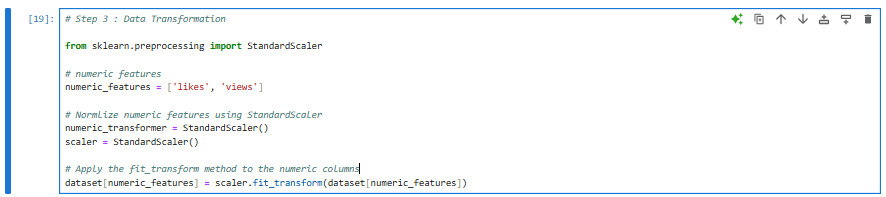 [19]: # Step 3 : Data Transformation
from sklearn.preprocessing import StandardScaler
# numeric features
numeric_features = ['likes', 'views']
# Normlize numeric features using StandardScaler
numeric_transformer = StandardScaler()
scaler = StandardScaler()
# Apply the fit_transform method to the numeric columns
dataset[numeric_features] = scaler.fit_transform(dataset[numeric_features])